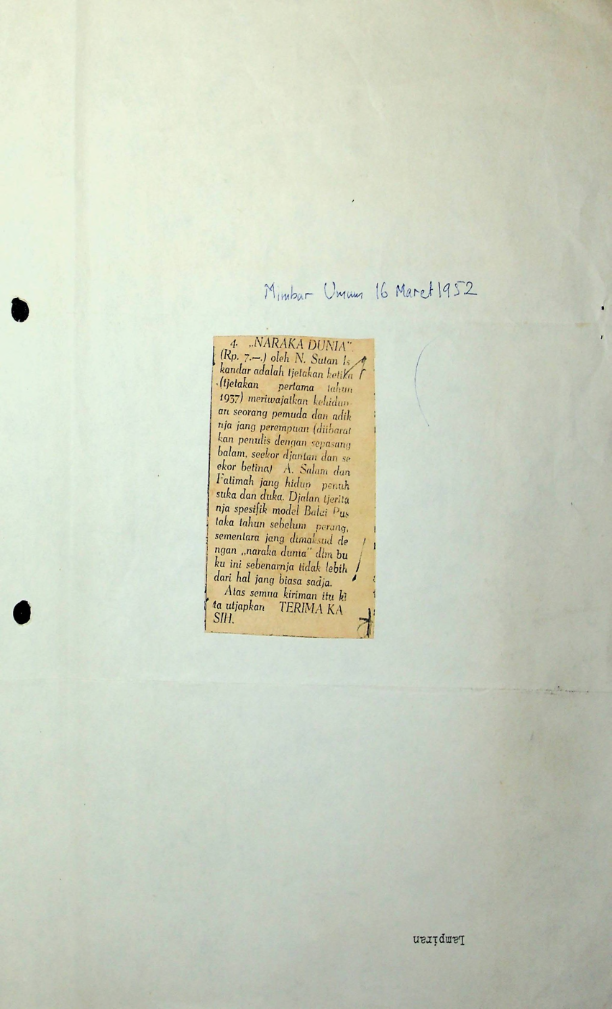 Mimbar Umum 16 Maret 1952
4. „NARAKA DUNIA"
(Rp. 7.—.) oleh N. Sutan Is
kandar adalah tjetakan ketika
(tjetakan pertama tahun
1937) meriwajatkan kehidup
an seorang pemuda dan adik
nja jang perempuan (diibarat
kan penulis dengan sepasang
balam, seekor djantan dan se
ekor betina) A. Salam dan
Fatimah jang hidup penuh
suka dan duka. Djalan tjerita
nja spesifik model Balai Pus
taka tahun sebelum perang,
sementara jang dimaksud de
ngan „naraka dunia" dlm bu
ku ini sebenarnja tidak lebih
dari hal jang biasa sadja.
Atas semua kiriman itu ki
ta utjapkan TERIMA KA
SIH.
Lampiran